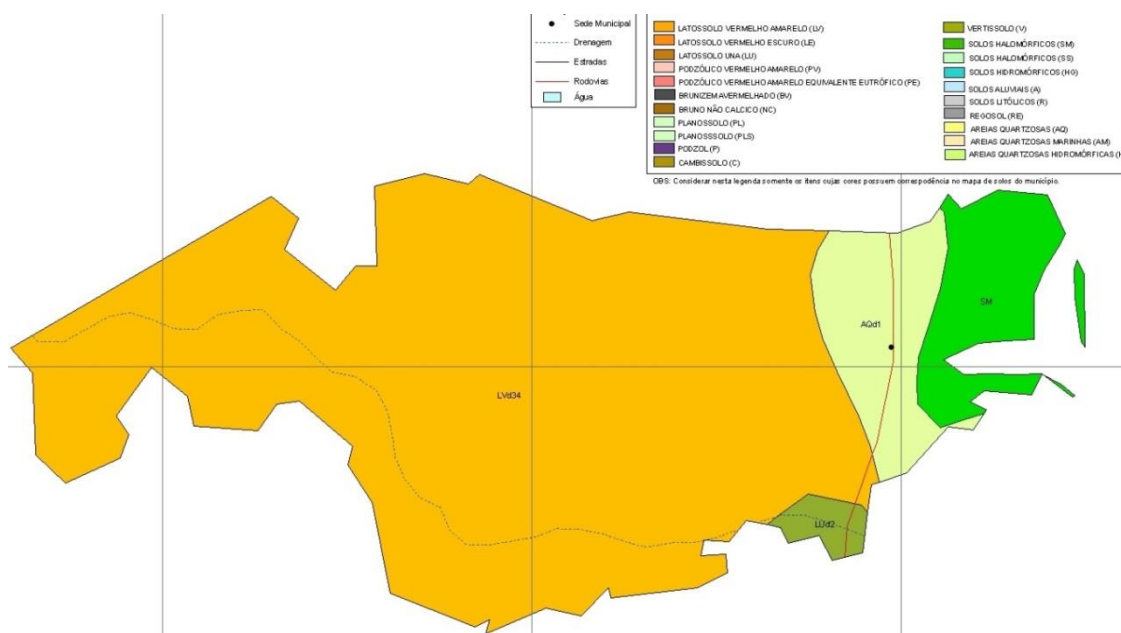 Sede Municipal
Drenagem
Estradas
Rodovias
Água
LATOSSOLO VERMELHO AMARELO (LV)
LATOSSOLO VERMELHO ESCURO (LE)
LATOSSOLO UNA (LU)
PODZÓLICO VERMELHO AMARELO (PV)
PODZÓLICO VERMELHO AMARELO EQUIVALENTE EUTRÓFICO (PE)
BRUNIZEM AVERMELHADO (BV)
BRUNO NÃO CALCICO (NC)
PLANOSSOLO (PL)
PLANOSSSOLO (PLS)
PODZOL (P)
CAMBISSOLO (C)
VERTISSOLO (V)
SOLOS HALOMÓRFICOS (SM)
SOLOS HALOMÓRFICOS (SS)
SOLOS HIDROMÓRFICOS (HG)
SOLOS ALUVIAIS (A)
SOLOS LITÓLICOS (R)
REGOSOL (RE)
AREIAS QUARTZOSAS (AQ)
AREIAS QUARTZOSAS MARINHAS (AM)
AREIAS QUARTZOSAS HIDROMÓRFICAS (H
OBS: Considerar nesta legenda somente os itens cujas cores possuem correspodência no mapa de solos do município.
SM
AQd1
LVd34
LUd2